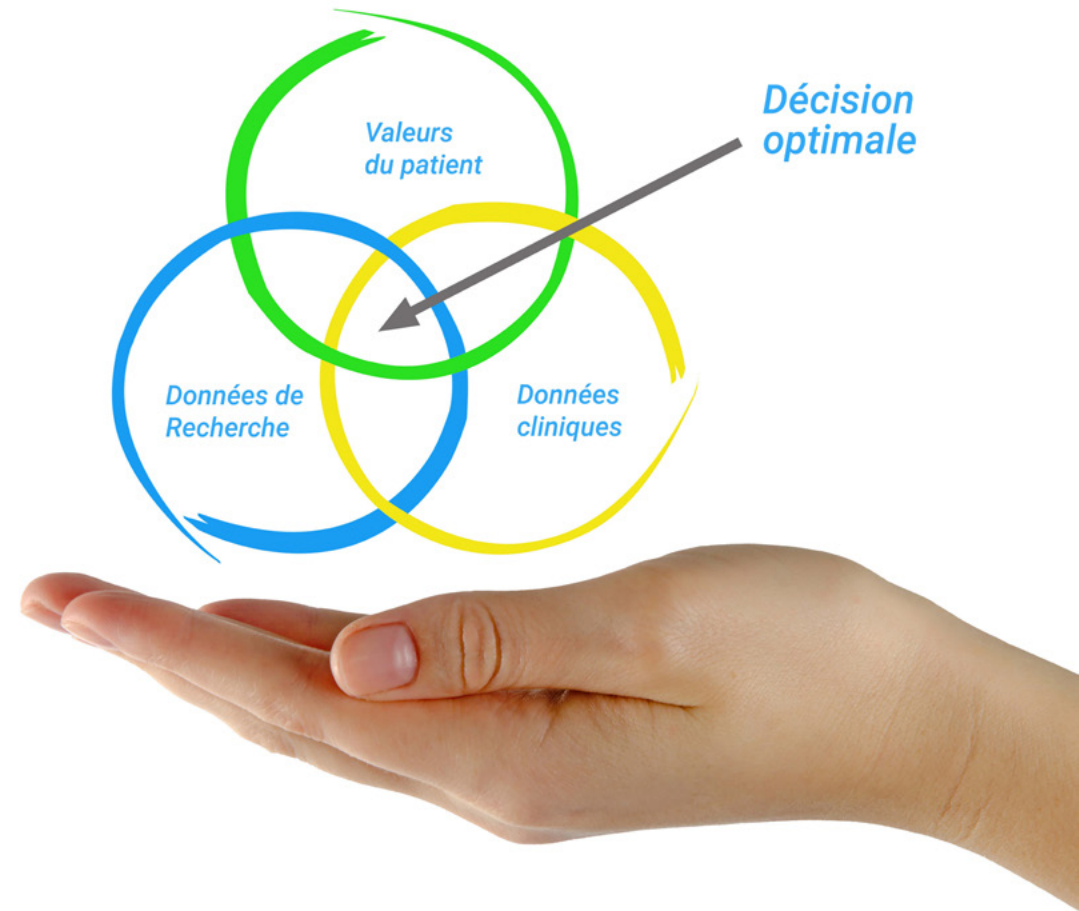 Valeurs
du patient
Décision
optimale
Données de
Recherche
Données
cliniques